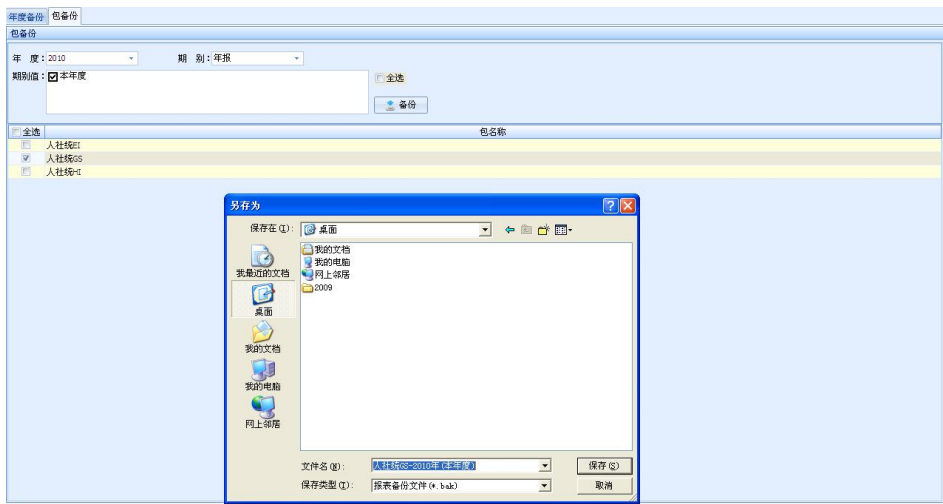 年度备份 包备份
包备份
年 度：2010 期 别：年报
期别值：本年度 全选
备份
全选 包名称
人社统EI
人社统GS
人社统HI
另存为
保存在(I)： 桌面
我最近的文档
桌面
我的文档
我的电脑
网上邻居
我的文档
我的电脑
网上邻居
2009
文件名(N)： 人社统GS-2010年(本年度) 保存(S)
保存类型(T)： 报表备份文件(*.bak) 取消